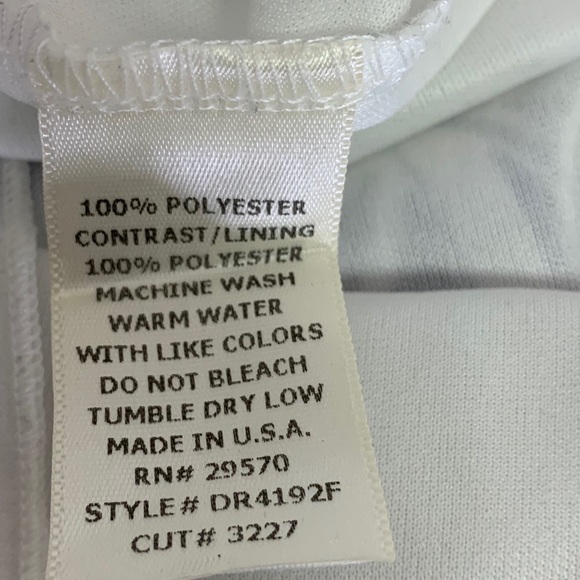 100% POLYESTER
CONTRAST/LINING
100% POLYESTER
MACHINE WASH
WARM WATER
WITH LIKE COLORS
DO NOT BLEACH
TUMBLE DRY LOW
MADE IN U.S.A.
RN# 29570
STYLE# DR4192F
CUT# 3227